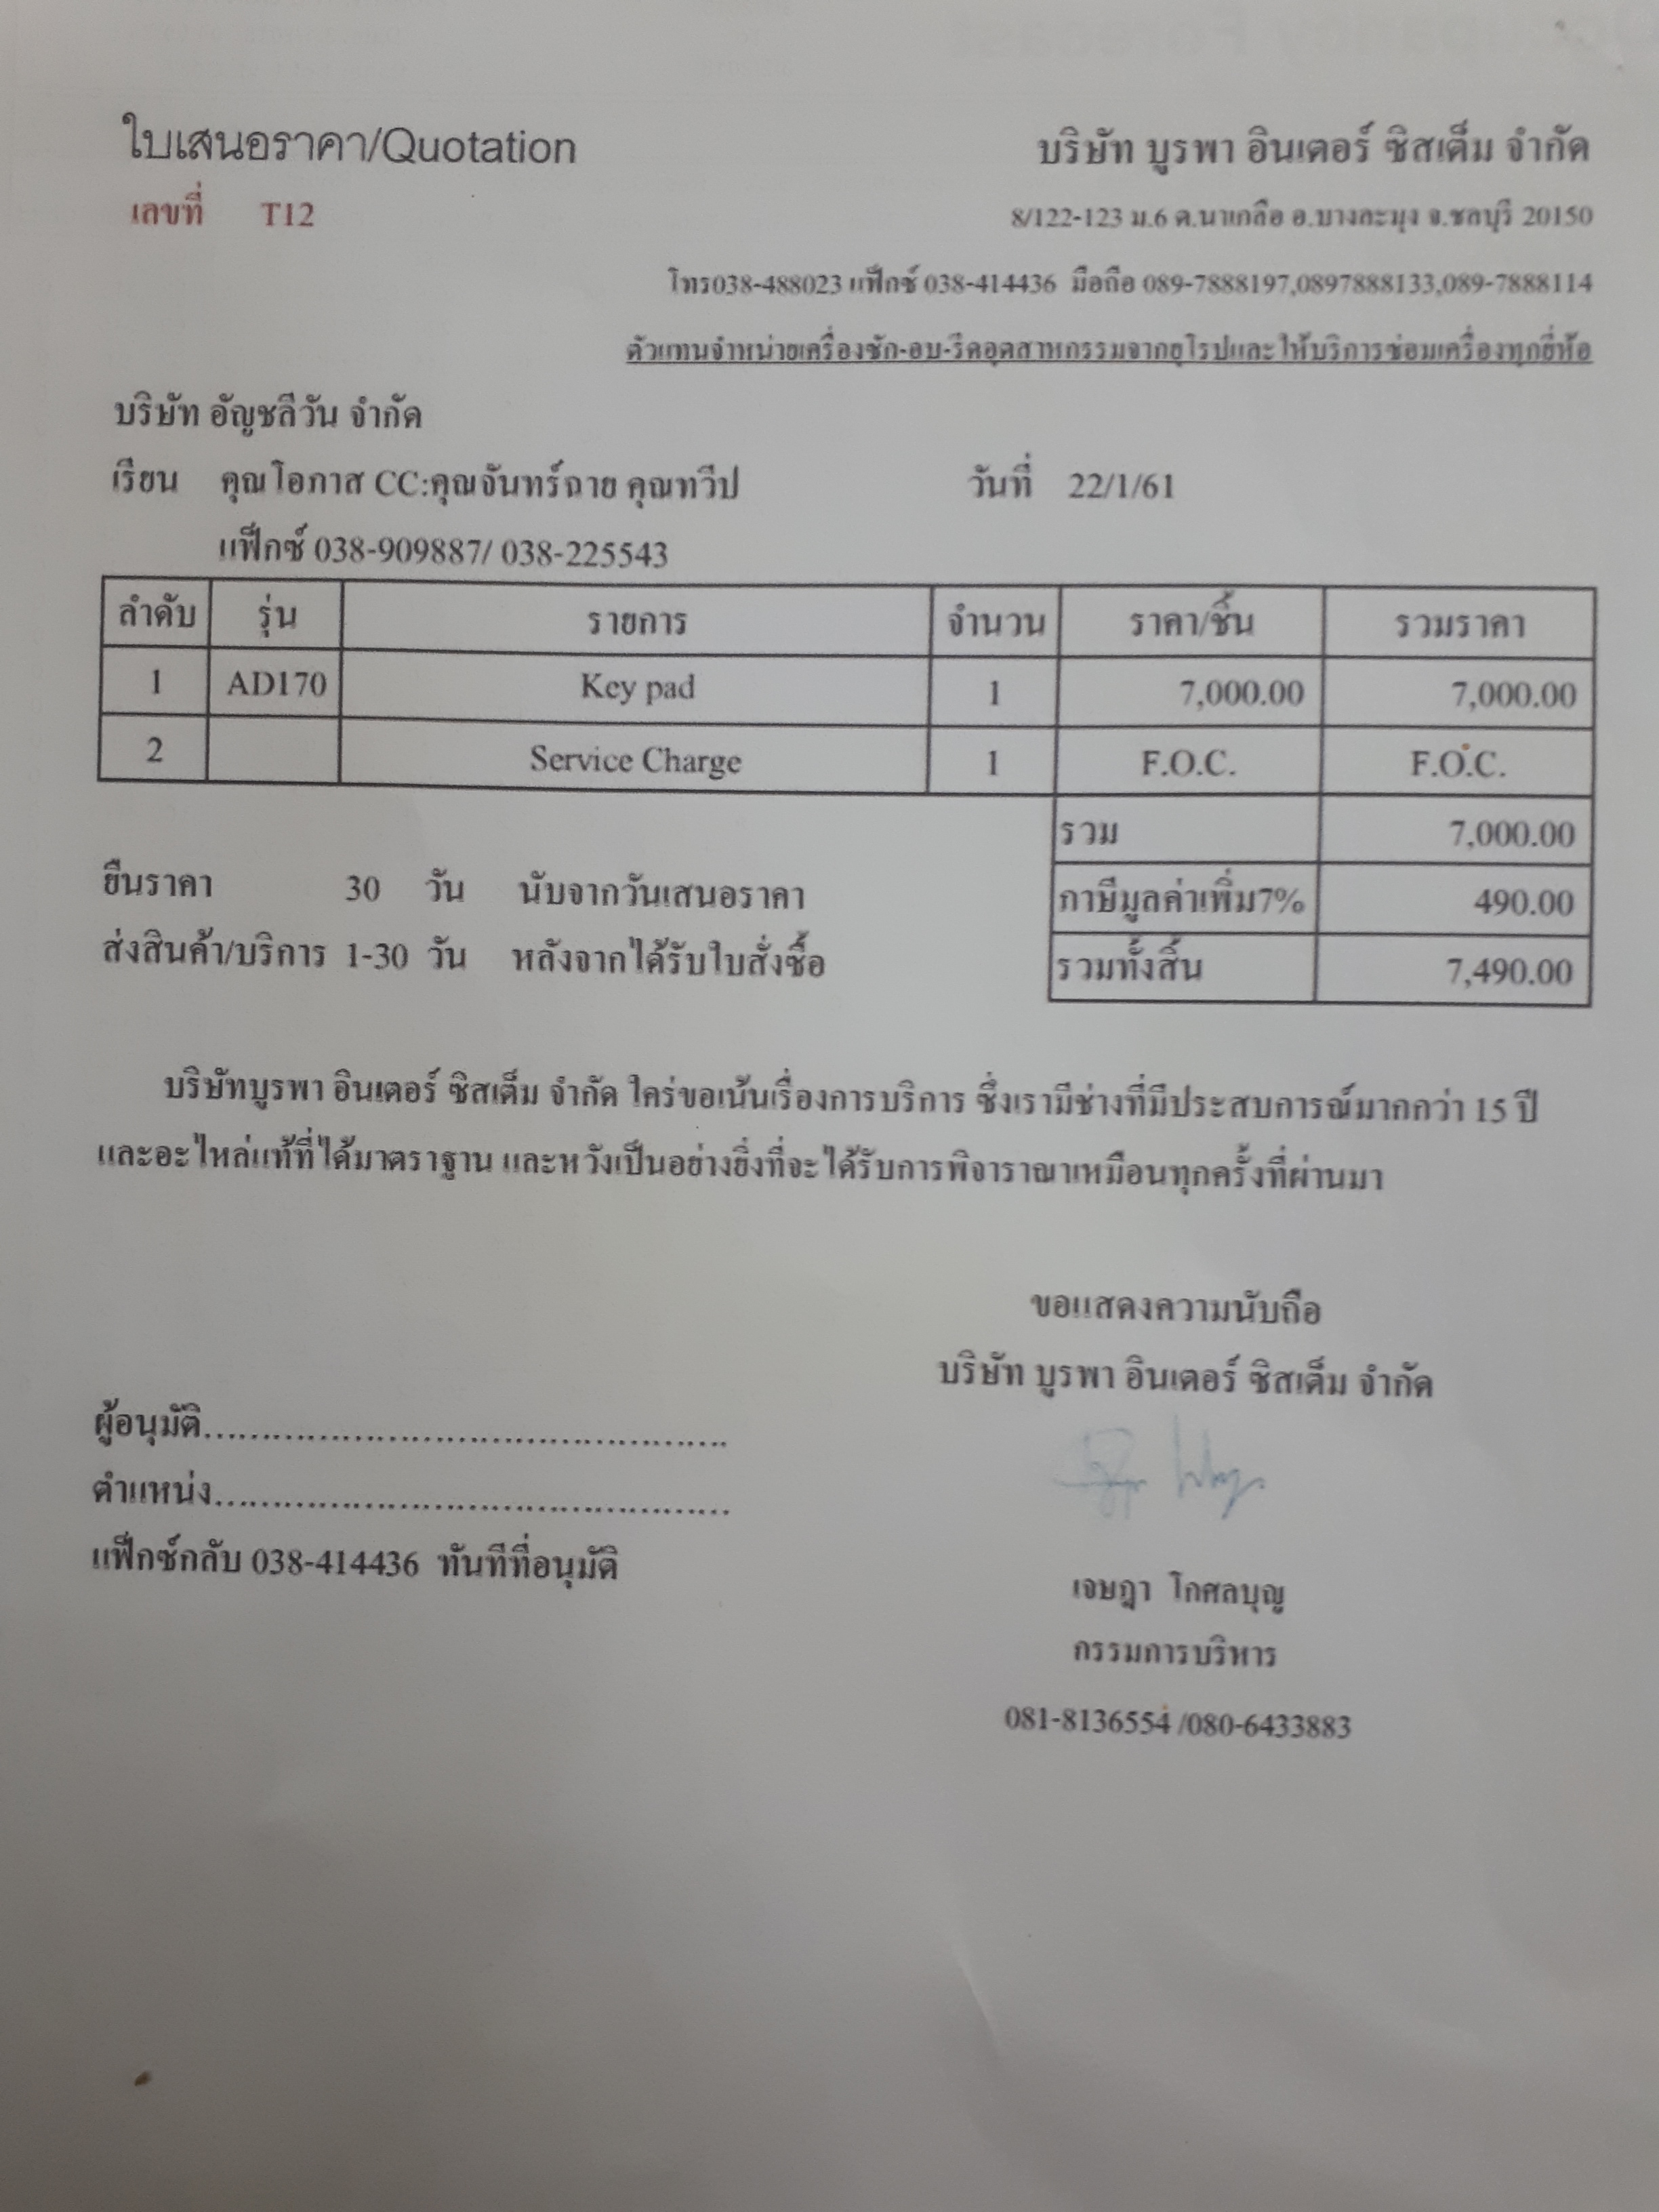 ใบเสนอราคา/Quotation
บริษัท บูรพา อินเตอร์ ซิสเต็ม จำกัด
เลขที่ T12
8/122-123 ม.6 ต.นาเกลือ อ.บางละมุง จ.ชลบุรี 20150
โทร038-488023 แฟ็กซ์ 038-414436 มือถือ 089-7888197,0897888133,089-7888114
ตัวแทนจำหน่ายเครื่องซัก-อบ-รีดอุตสาหกรรมจากยุโรปและให้บริการซ่อมเครื่องทุกยี่ห้อ
บริษัท อัญชลีวัน จำกัด
เรียน คุณโอภาส CC:คุณจันทร์ฉาย คุณทวีป วันที่ 22/1/61
แฟ็กซ์ 038-909887/ 038-225543
ลำดับ รุ่น รายการ จำนวน ราคา/ชิ้น รวมราคา
1 AD170 Key pad 1 7,000.00 7,000.00
2 Service Charge 1 F.O.C. F.O.C.
รวม 7,000.00
ยืนราคา 30 วัน นับจากวันเสนอราคา ภาษีมูลค่าเพิ่ม7% 490.00
ส่งสินค้า/บริการ 1-30 วัน หลังจากได้รับใบสั่งซื้อ รวมทั้งสิ้น 7,490.00
บริษัทบูรพา อินเตอร์ ซิสเต็ม จำกัด ใคร่ขอเน้นเรื่องการบริการ ซึ่งเรามีช่างที่มีประสบการณ์มากกว่า 15 ปี
และอะไหล่แท้ที่ได้มาตราฐาน และหวังเป็นอย่างยิ่งที่จะได้รับการพิจาราณาเหมือนทุกครั้งที่ผ่านมา
ขอแสดงความนับถือ
บริษัท บูรพา อินเตอร์ ซิสเต็ม จำกัด
ผู้อนุมัติ..............................................
ตำแหน่ง..............................................
แฟ็กซ์กลับ 038-414436 ทันทีที่อนุมัติ
เจษฎา โกศลบุญ
กรรมการบริหาร
081-8136554 /080-6433883